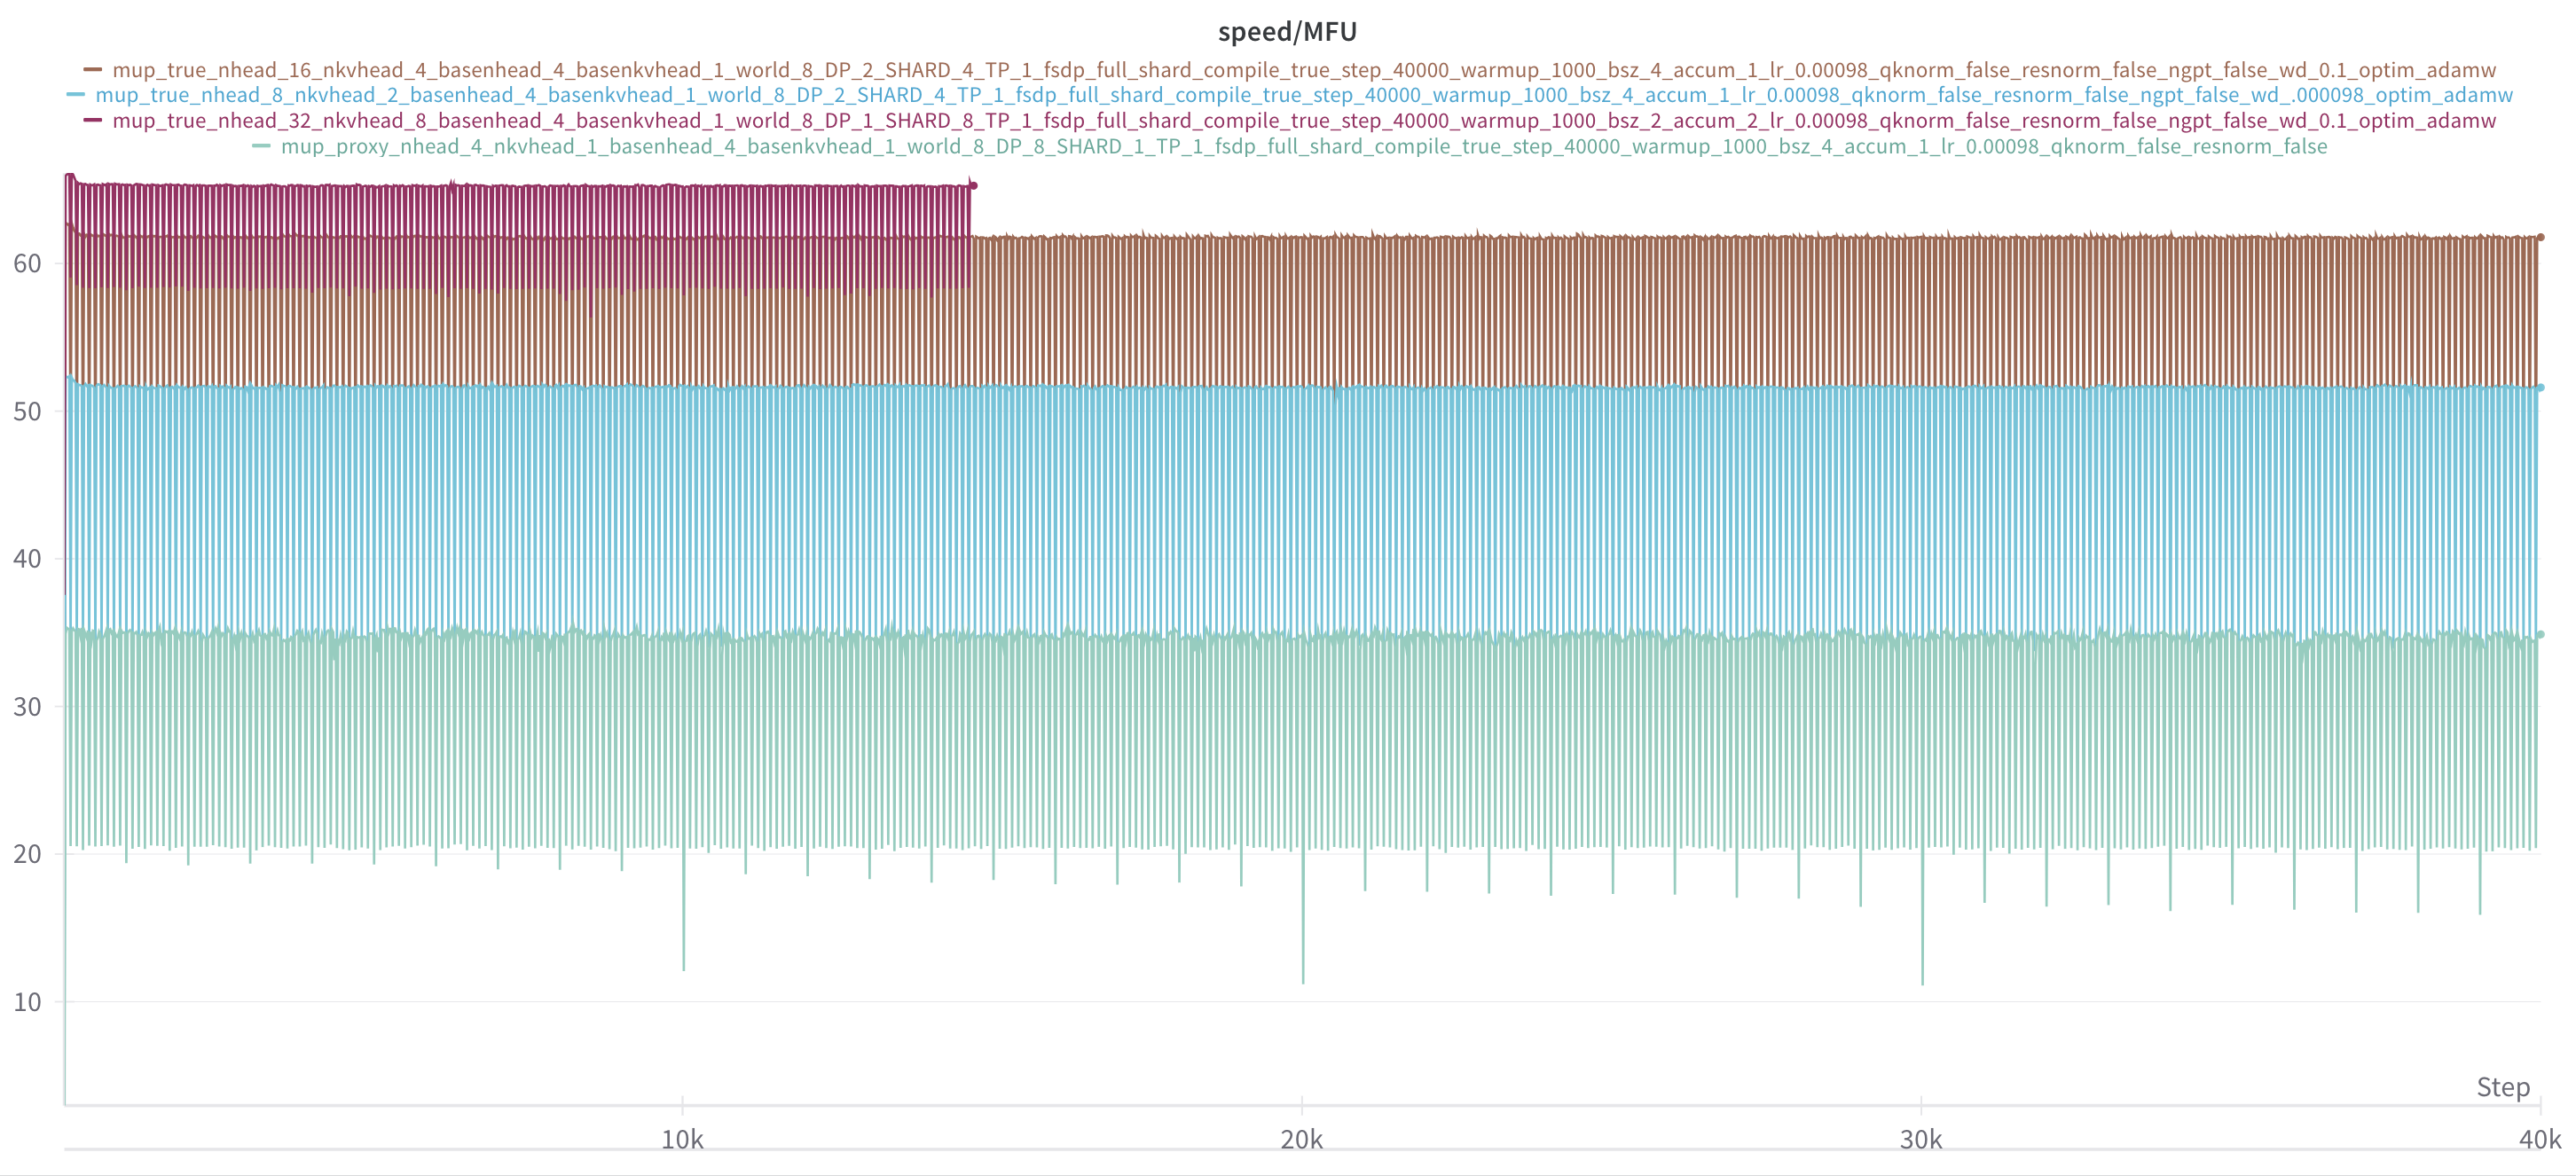 speed/MFU
mup_true_nhead_16_nkvhead_4_basenhead_4_basenkvhead_1_world_8_DP_2_SHARD_4_TP_1_fsdp_full_shard_compile_true_step_40000_warmup_1000_bsz_4_accum_1_lr_0.00098_qknorm_false_resnorm_false_ngpt_false_wd_0.1_optim_adamw
mup_true_nhead_8_nkvhead_2_basenhead_4_basenkvhead_1_world_8_DP_2_SHARD_4_TP_1_fsdp_full_shard_compile_true_step_40000_warmup_1000_bsz_4_accum_1_lr_0.00098_qknorm_false_resnorm_false_ngpt_false_wd_.000098_optim_adamw
mup_true_nhead_32_nkvhead_8_basenhead_4_basenkvhead_1_world_8_DP_1_SHARD_8_TP_1_fsdp_full_shard_compile_true_step_40000_warmup_1000_bsz_2_accum_2_lr_0.00098_qknorm_false_resnorm_false_ngpt_false_wd_0.1_optim_adamw
mup_proxy_nhead_4_nkvhead_1_basenhead_4_basenkvhead_1_world_8_DP_8_SHARD_1_TP_1_fsdp_full_shard_compile_true_step_40000_warmup_1000_bsz_4_accum_1_lr_0.00098_qknorm_false_resnorm_false
60
50
40
30
20
10
Step
10k
20k
30k
40k